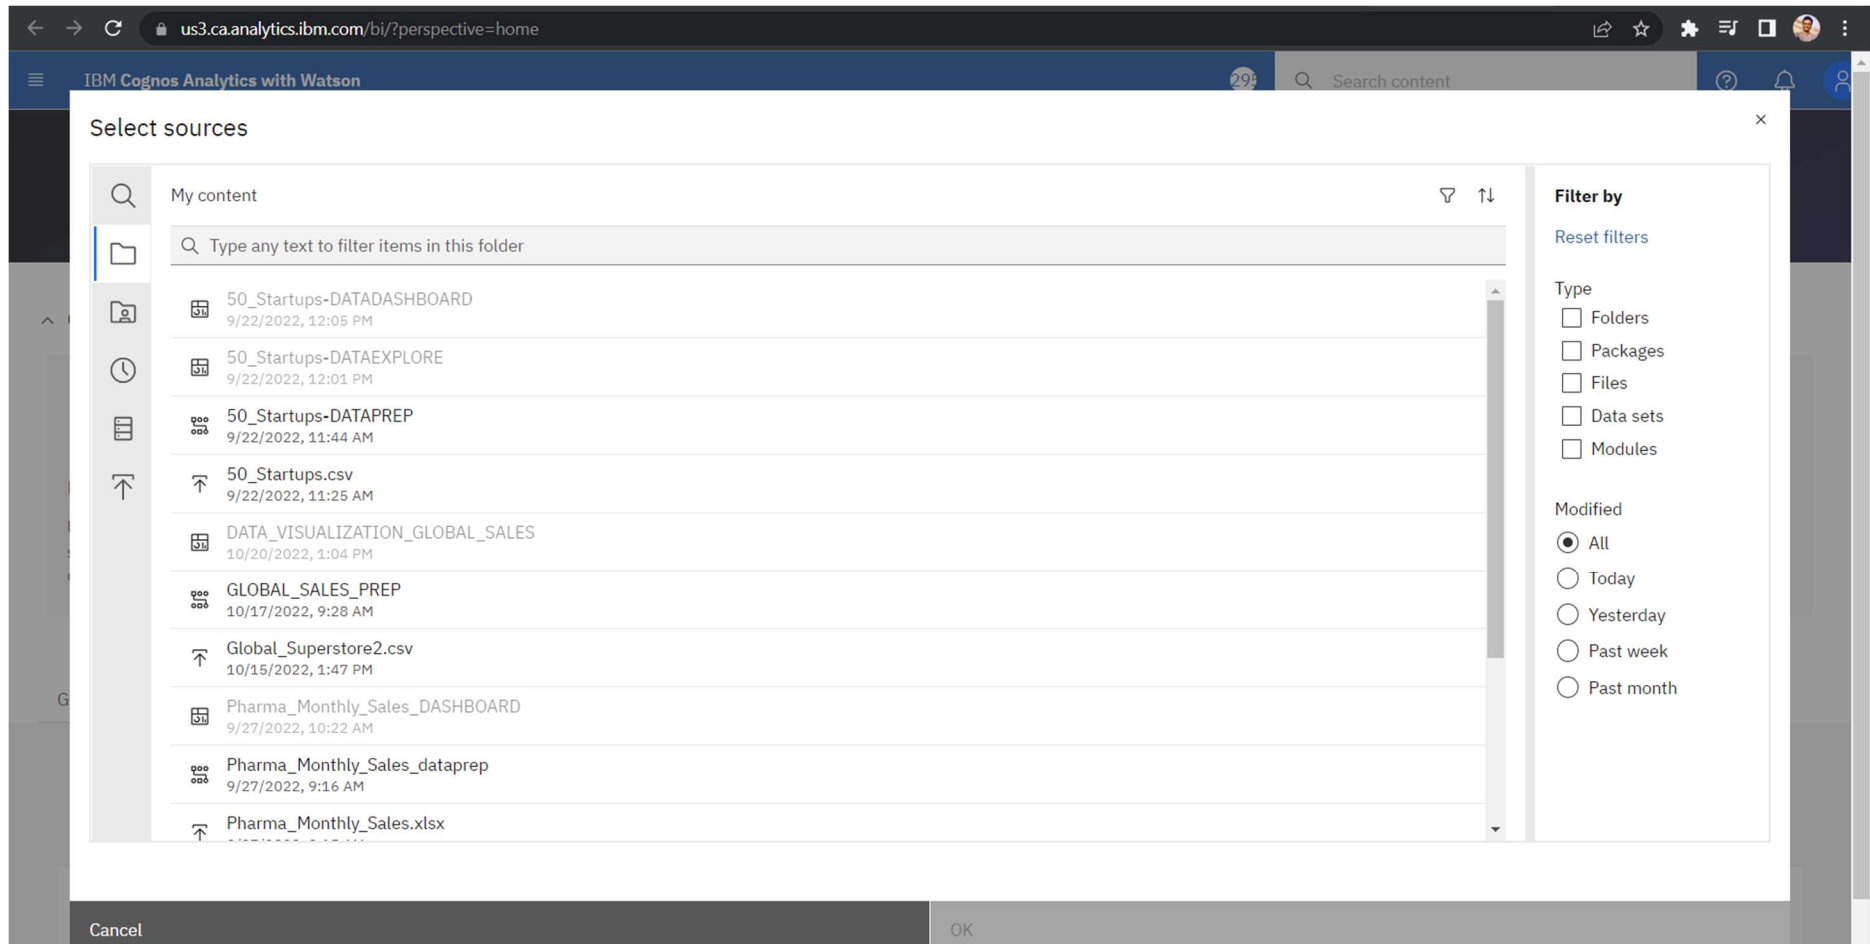 us3.ca.analytics.ibm.com/bi/?perspective=home
IBM Cognos Analytics with Watson
295
Search content
Select sources
My content
Type any text to filter items in this folder
50_Startups-DATADASHBOARD
9/22/2022, 12:05 PM
50_Startups-DATAEXPLORE
9/22/2022, 12:01 PM
50_Startups-DATAPREP
9/22/2022, 11:44 AM
50_Startups.csv
9/22/2022, 11:25 AM
DATA_VISUALIZATION_GLOBAL_SALES
10/20/2022, 1:04 PM
GLOBAL_SALES_PREP
10/17/2022, 9:28 AM
Global_Superstore2.csv
10/15/2022, 1:47 PM
Pharma_Monthly_Sales_DASHBOARD
9/27/2022, 10:22 AM
Pharma_Monthly_Sales_dataprep
9/27/2022, 9:16 AM
Pharma_Monthly_Sales.xlsx
Filter by
Reset filters
Type
Folders
Packages
Files
Data sets
Modules
Modified
All
Today
Yesterday
Past week
Past month
G
Cancel
OK